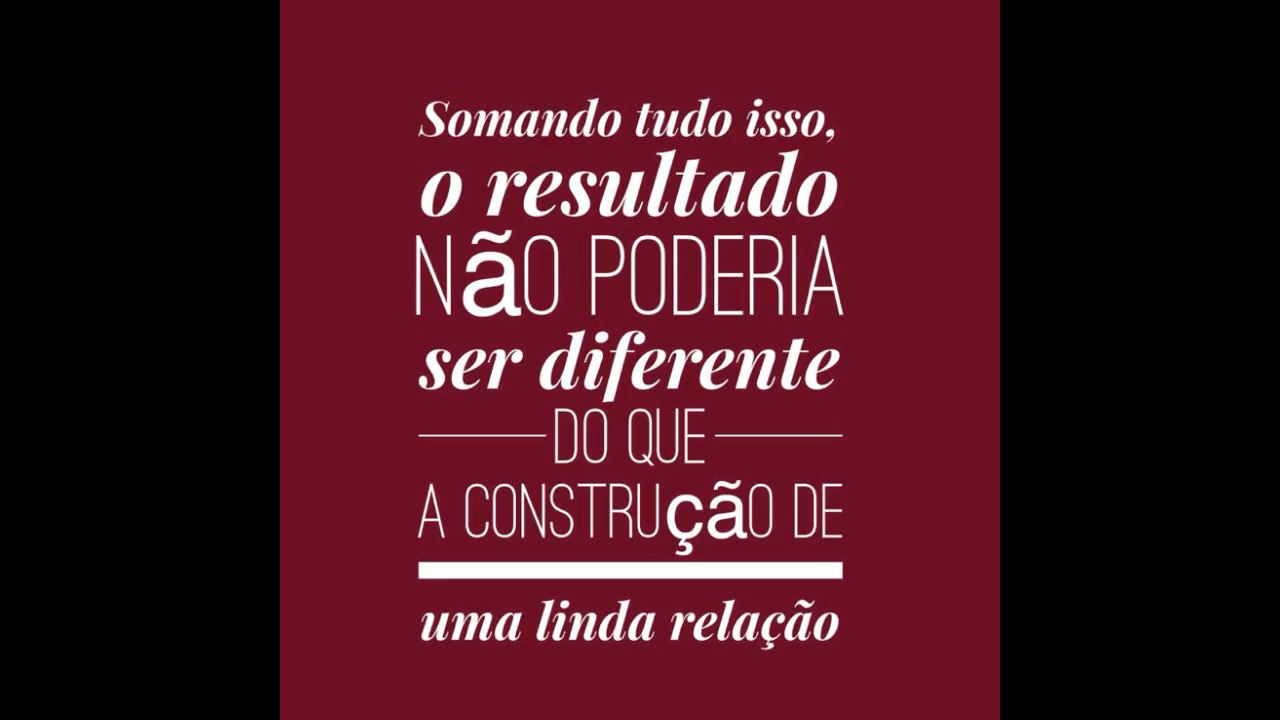 Somando tudo isso,
o resultado
NãO PODERIA
ser diferente
DO QUE
A CONSTRUçãO DE
uma linda relação